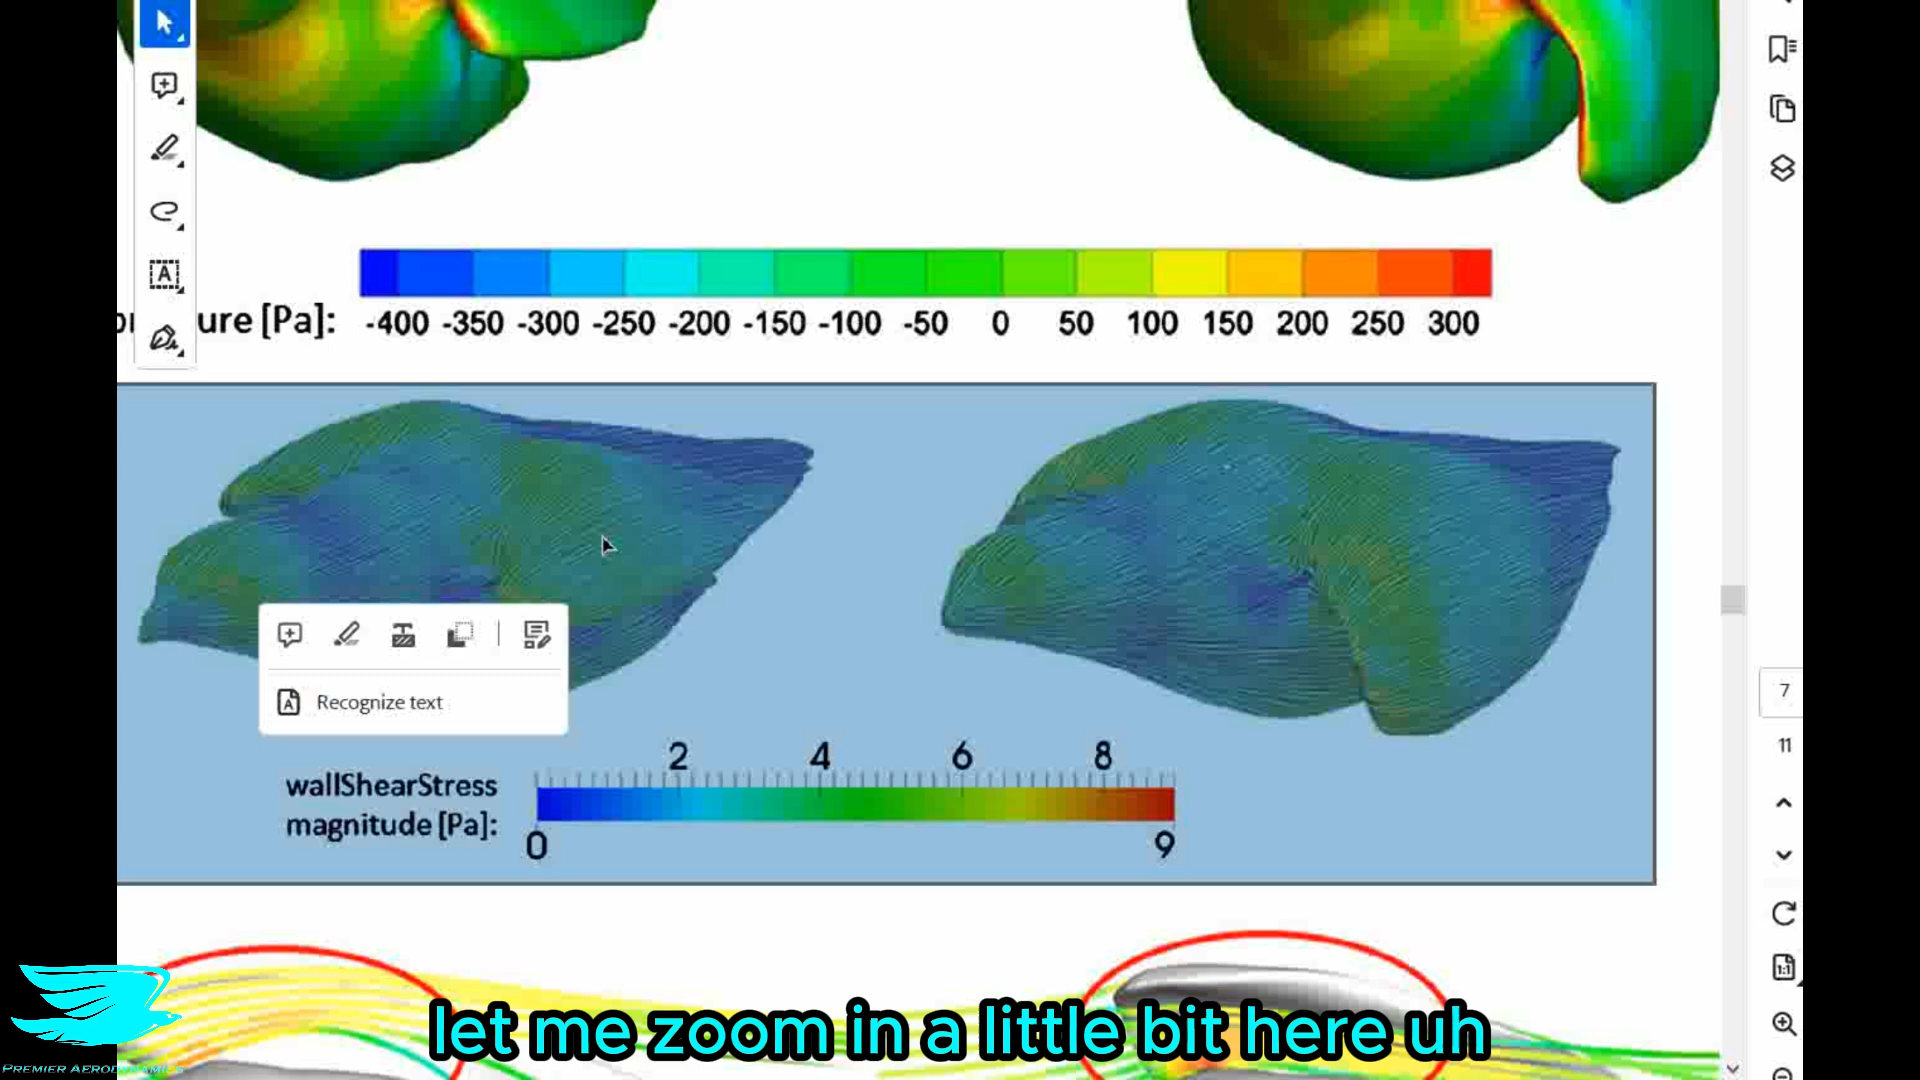 ure [Pa]:
-400 -350 -300 -250 -200 -150 -100 -50 0 50 100 150 200 250 300
Recognize text
2 4 6 8
wallShearStress
magnitude [Pa]:
0 9
7
11
let me zoom in a little bit here uh
PREMIER AERODYNAMICS